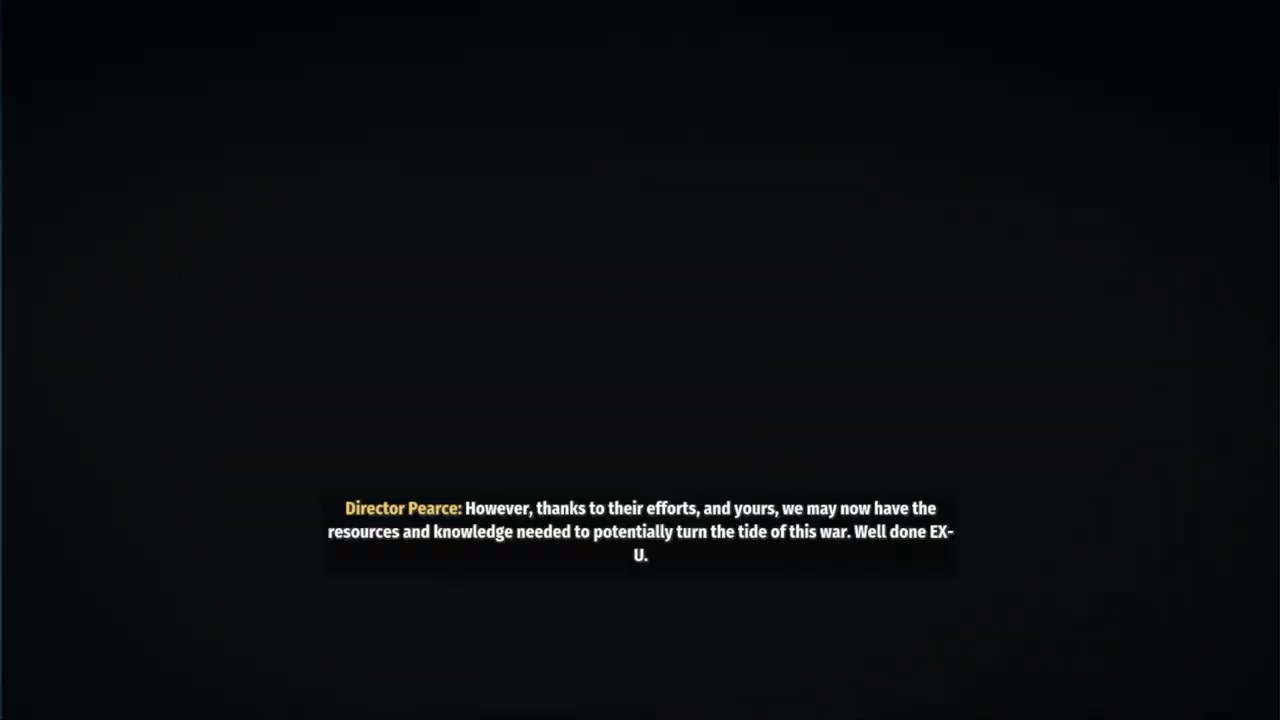 Director Pearce: However, thanks to their efforts, and yours, we may now have the
resources and knowledge needed to potentially turn the tide of this war. Well done EX-
U.